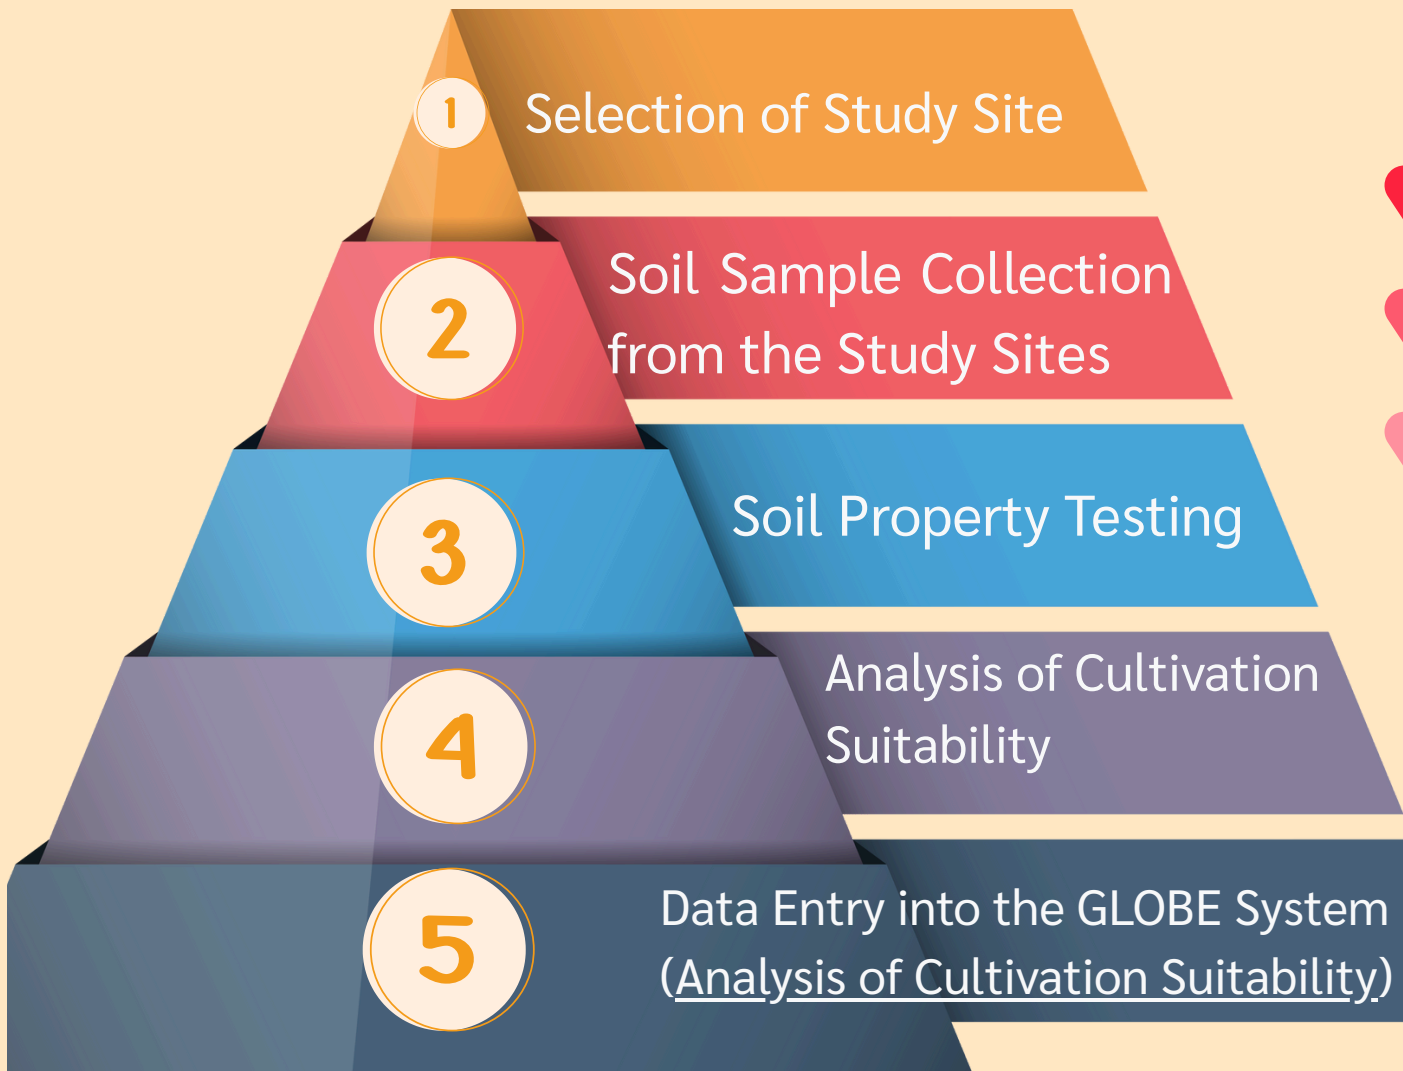 1
Selection of Study Site
2
Soil Sample Collection
from the Study Sites
3
Soil Property Testing
4
Analysis of Cultivation
Suitability
5
Data Entry into the GLOBE System
(Analysis of Cultivation Suitability)